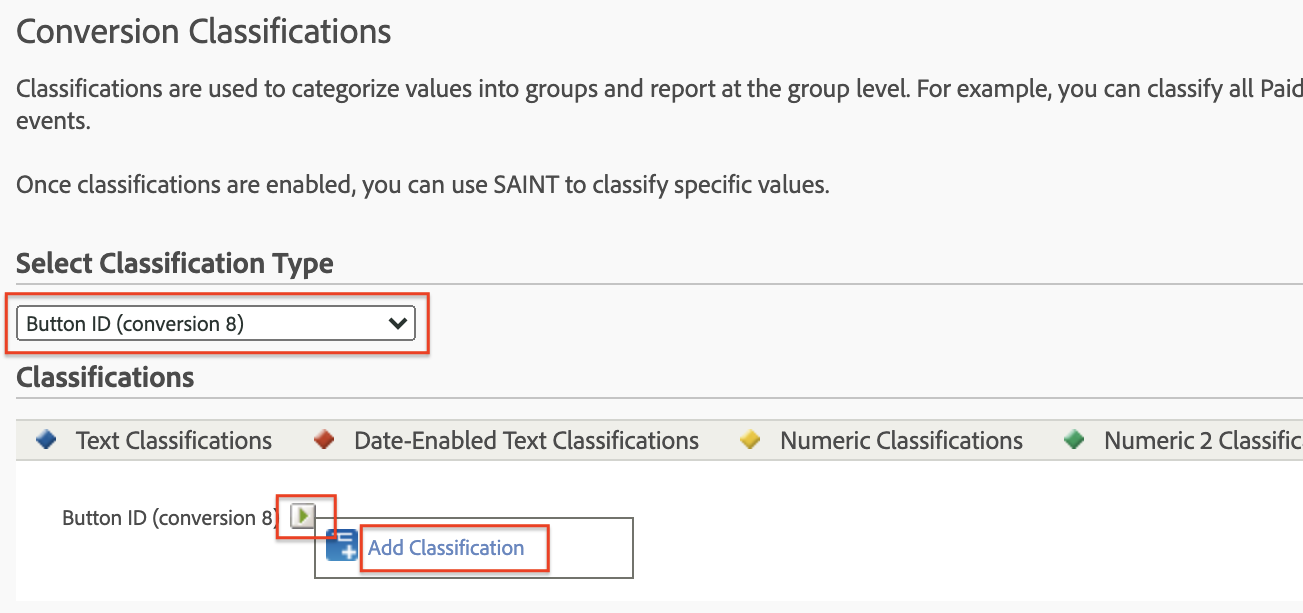 Conversion Classifications
Classifications are used to categorize values into groups and report at the group level. For example, you can classify all Paid
events.
Once classifications are enabled, you can use SAINT to classify specific values.
Select Classification Type
Button ID (conversion 8)
Classifications
Text Classifications Date-Enabled Text Classifications Numeric Classifications Numeric 2 Classific
Button ID (conversion 8)
Add Classification